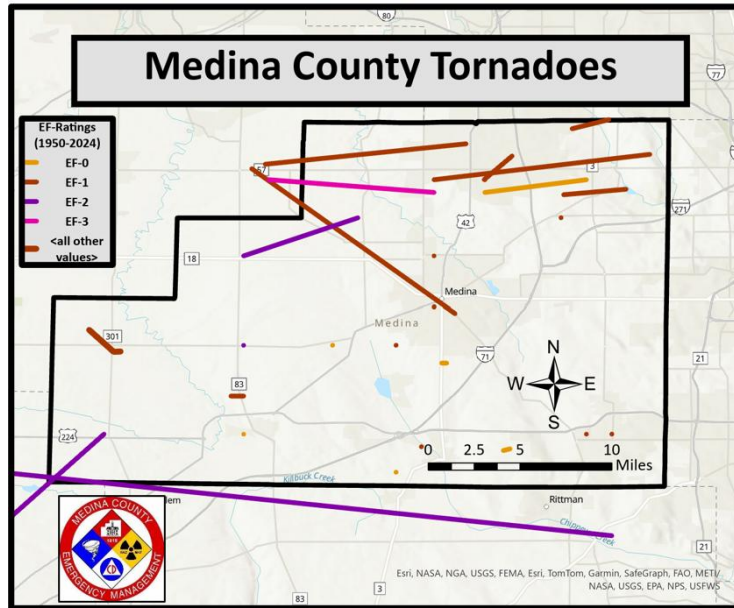 80
Medina County Tornadoes
77
EF-Ratings
(1950-2024)
EF-0
EF-1
EF-2
EF-3
<all other
values>
57
3
271
42
18
Medina
Medina
301
71
21
N
W
E
S
83
224
0
2.5
5
10
Miles
Killbuck Creek
Rittman
MEDINA COUNTY
EMERGENCY MANAGEMENT
21
Esri, NASA, NGA, USGS, FEMA, Esri, TomTom, Garmin, SafeGraph, FAO, METI/
NASA, USGS, EPA, NPS, USFWS
83
3